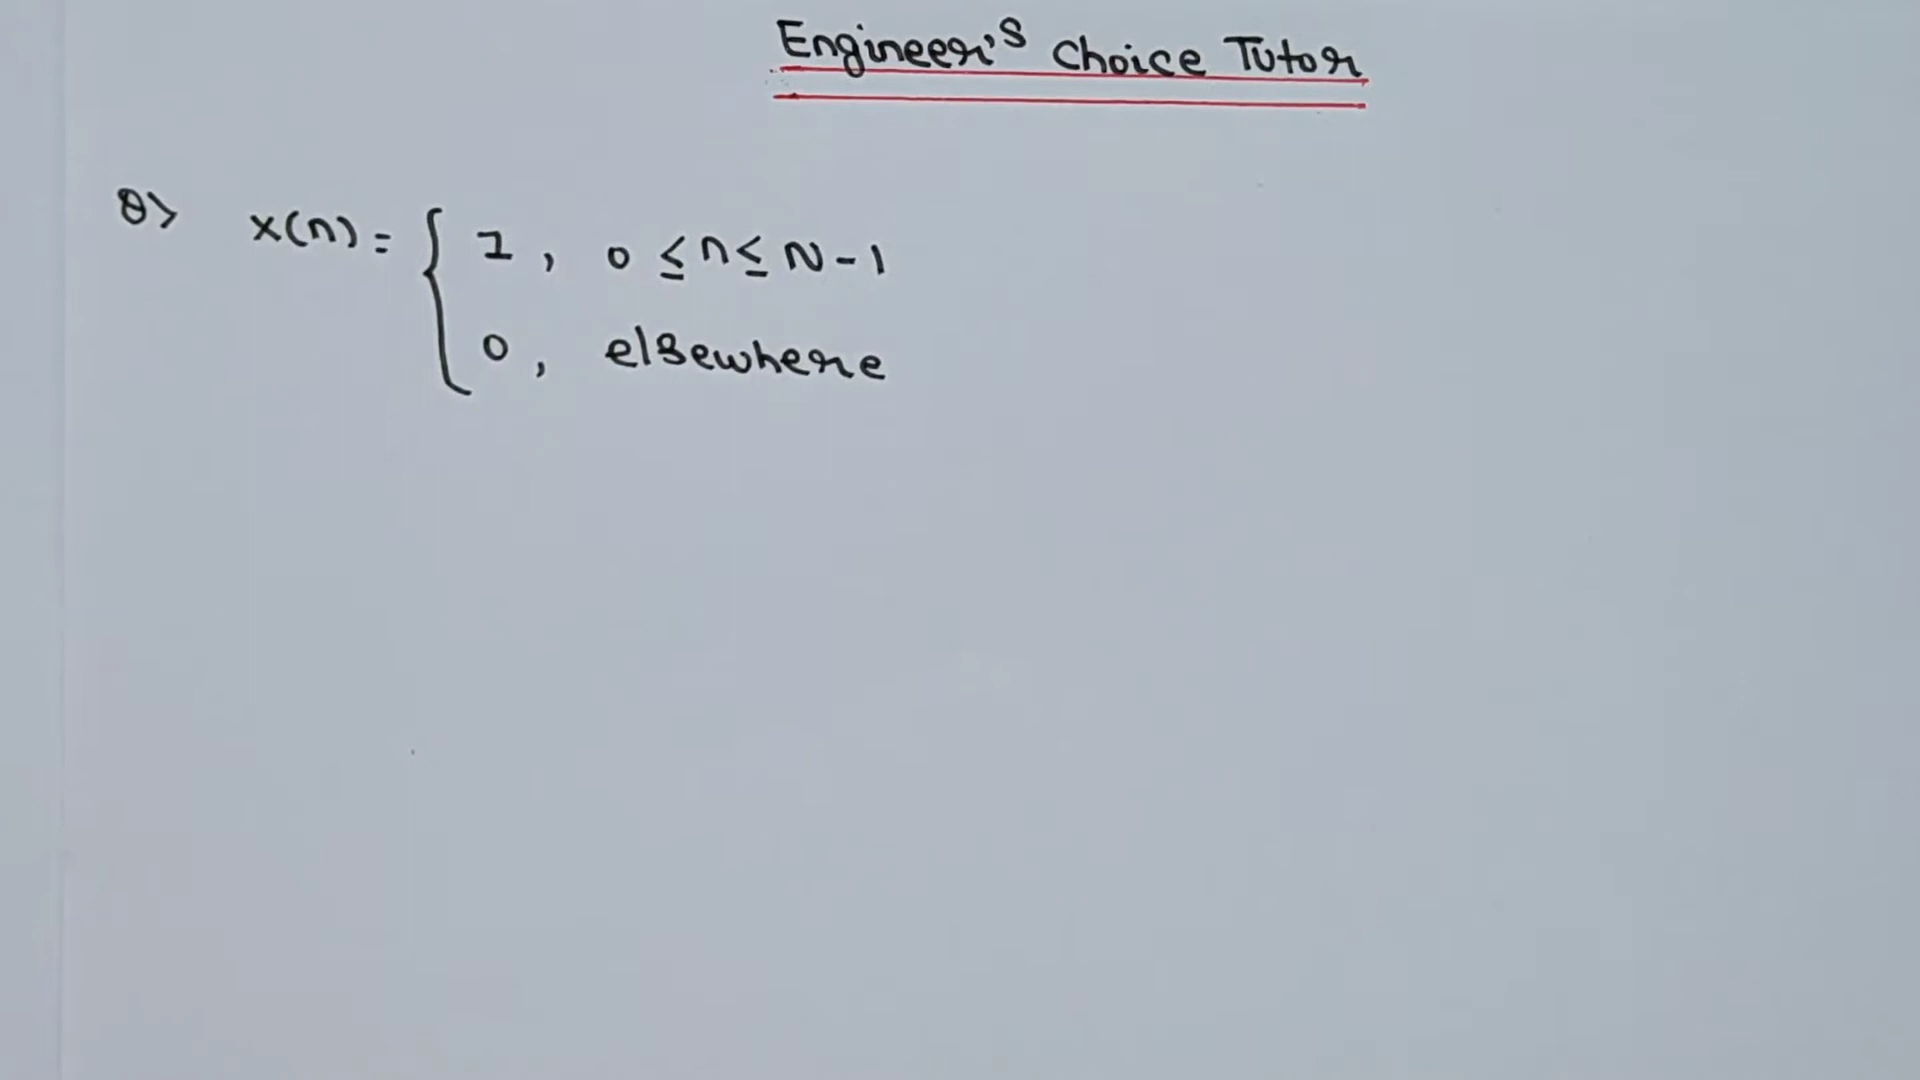 Engineer's Choice Tutor
Q> x(n) = { 1, 0 ≤ n ≤ N-1
0, elsewhere